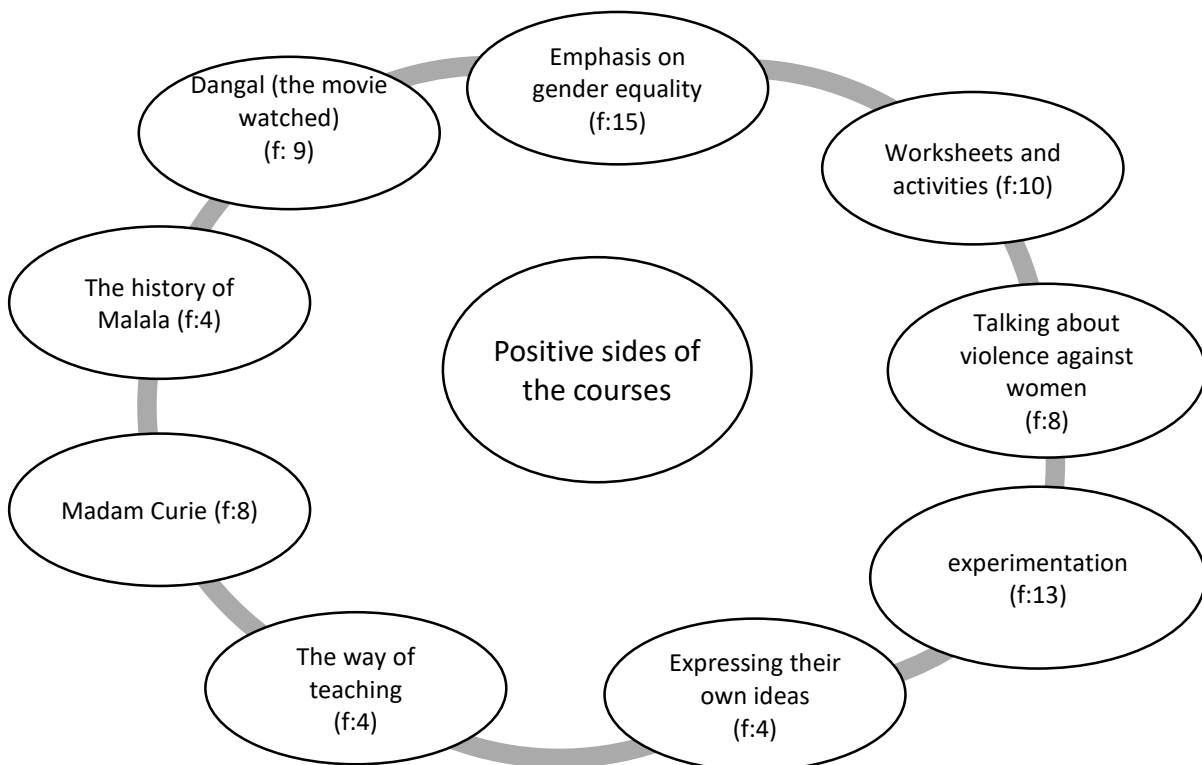 Emphasis on
gender equality
(f:15)
Worksheets and
activities (f:10)
Talking about
violence against
women
(f:8)
experimentation
(f:13)
Expressing their
own ideas
(f:4)
The way of
teaching
(f:4)
Madam Curie (f:8)
The history of
Malala (f:4)
Dangal (the movie
watched)
(f: 9)
Positive sides of
the courses